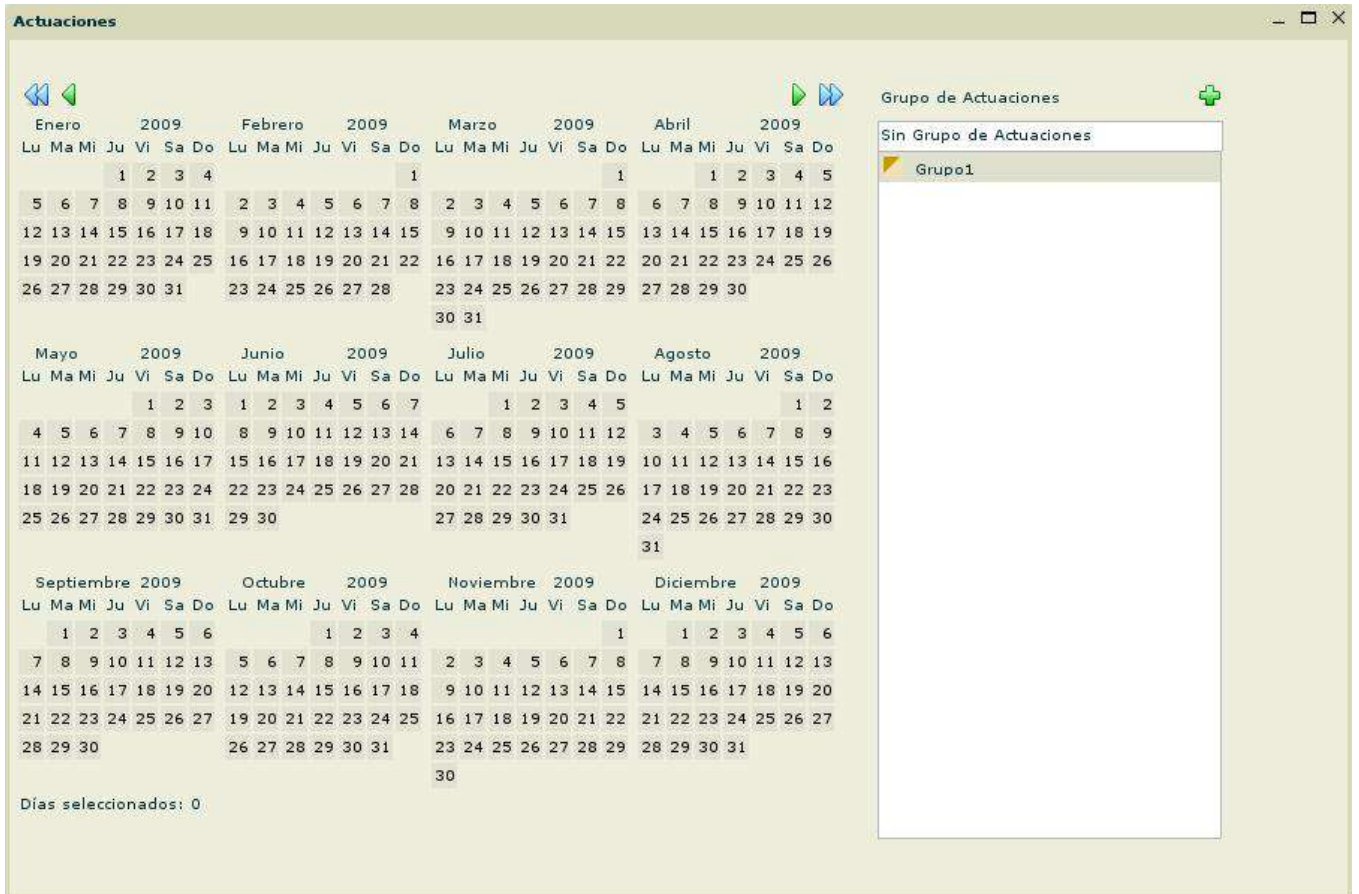 Actuaciones
Grupo de Actuaciones
Enero 2009 Febrero 2009 Marzo 2009 Abril 2009
Sin Grupo de Actuaciones
Lu Ma Mi Ju Vi Sa Do Lu Ma Mi Ju Vi Sa Do Lu Ma Mi Ju Vi Sa Do Lu Ma Mi Ju Vi Sa Do
Grupo1
1 2 3 4 1 1 1 2 3 4 5
5 6 7 8 9 10 11 2 3 4 5 6 7 8 2 3 4 5 6 7 8 6 7 8 9 10 11 12
12 13 14 15 16 17 18 9 10 11 12 13 14 15 9 10 11 12 13 14 15 13 14 15 16 17 18 19
19 20 21 22 23 24 25 16 17 18 19 20 21 22 16 17 18 19 20 21 22 20 21 22 23 24 25 26
26 27 28 29 30 31 23 24 25 26 27 28 23 24 25 26 27 28 29 27 28 29 30
30 31
Mayo 2009 Junio 2009 Julio 2009 Agosto 2009
Lu Ma Mi Ju Vi Sa Do Lu Ma Mi Ju Vi Sa Do Lu Ma Mi Ju Vi Sa Do Lu Ma Mi Ju Vi Sa Do
1 2 3 1 2 3 4 5 6 7 1 2 3 4 5 1 2
4 5 6 7 8 9 10 8 9 10 11 12 13 14 6 7 8 9 10 11 12 3 4 5 6 7 8 9
11 12 13 14 15 16 17 15 16 17 18 19 20 21 13 14 15 16 17 18 19 10 11 12 13 14 15 16
18 19 20 21 22 23 24 22 23 24 25 26 27 28 20 21 22 23 24 25 26 17 18 19 20 21 22 23
25 26 27 28 29 30 31 29 30 27 28 29 30 31 24 25 26 27 28 29 30
31
Septiembre 2009 Octubre 2009 Noviembre 2009 Diciembre 2009
Lu Ma Mi Ju Vi Sa Do Lu Ma Mi Ju Vi Sa Do Lu Ma Mi Ju Vi Sa Do Lu Ma Mi Ju Vi Sa Do
1 2 3 4 5 6 1 2 3 4 1 1 2 3 4 5 6
7 8 9 10 11 12 13 5 6 7 8 9 10 11 2 3 4 5 6 7 8 7 8 9 10 11 12 13
14 15 16 17 18 19 20 12 13 14 15 16 17 18 9 10 11 12 13 14 15 14 15 16 17 18 19 20
21 22 23 24 25 26 27 19 20 21 22 23 24 25 16 17 18 19 20 21 22 21 22 23 24 25 26 27
28 29 30 26 27 28 29 30 31 23 24 25 26 27 28 29 28 29 30 31
30
Días seleccionados: 0